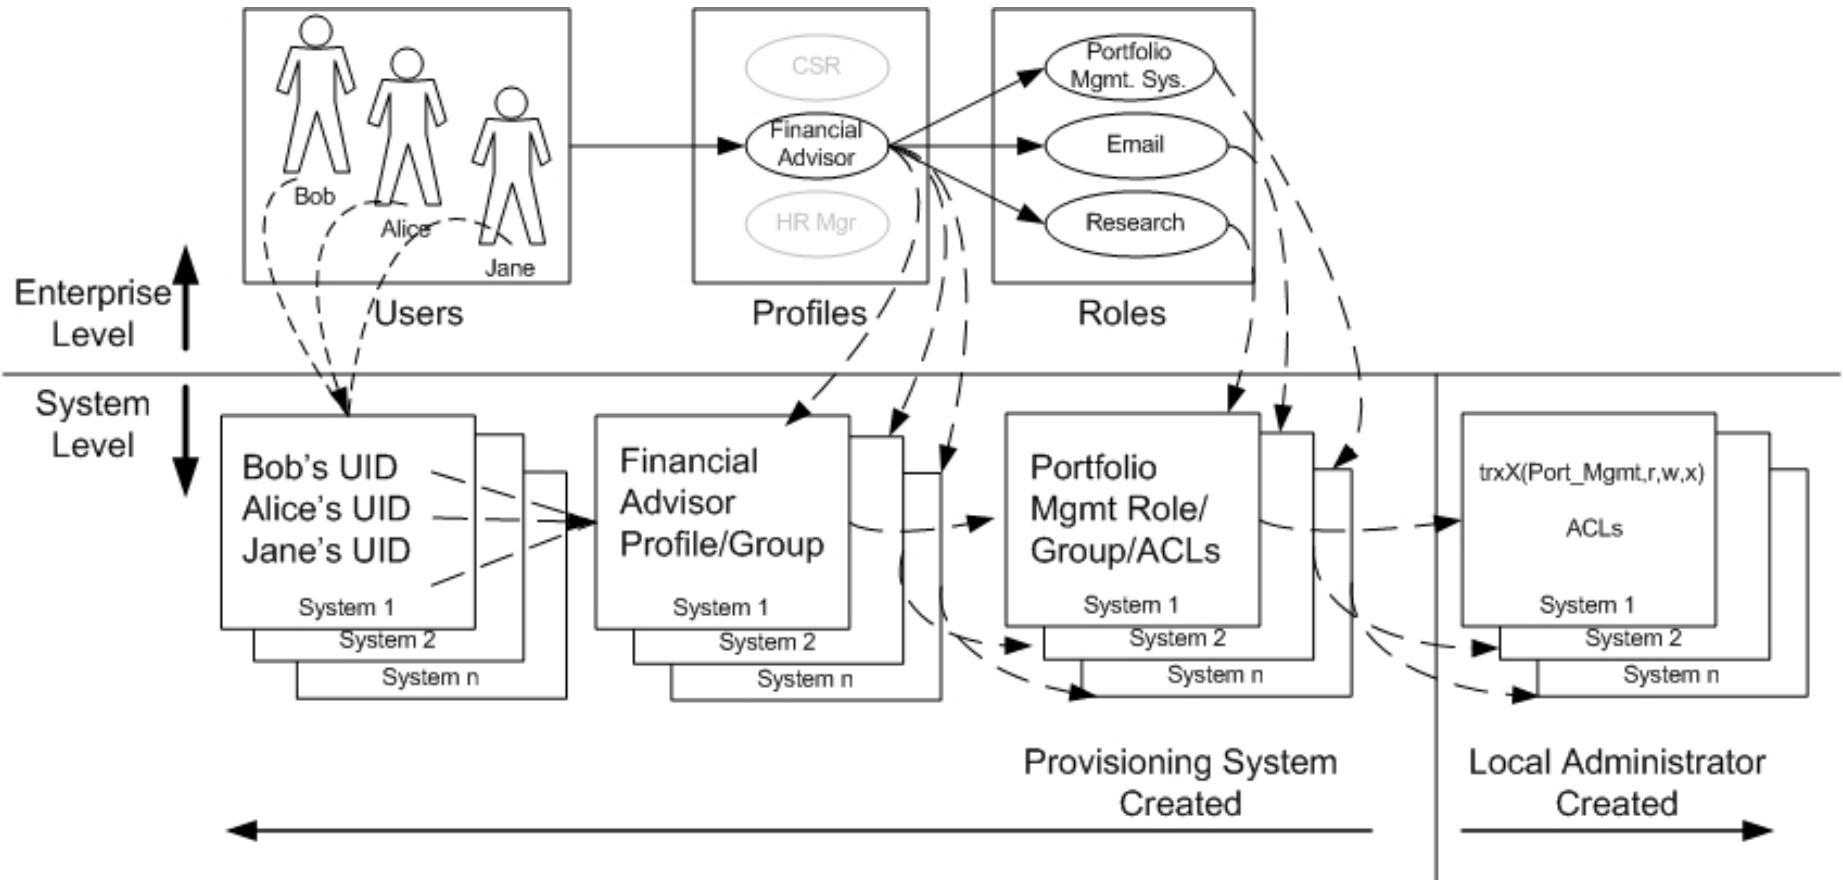 CSR
Financial
Advisor
HR Mgr
Portfolio
Mgmt. Sys.
Email
Research
Bob
Alice
Jane
Users
Profiles
Roles
Enterprise
Level
System
Level
Bob's UID
Alice's UID
Jane's UID
System 1
System 2
System n
Financial
Advisor
Profile/Group
System 1
System 2
System n
Portfolio
Mgmt Role/
Group/ACLs
System 1
System 2
System n
trxX(Port_Mgmt,r,w,x)
ACLs
System 1
System 2
System n
Provisioning System
Created
Local Administrator
Created